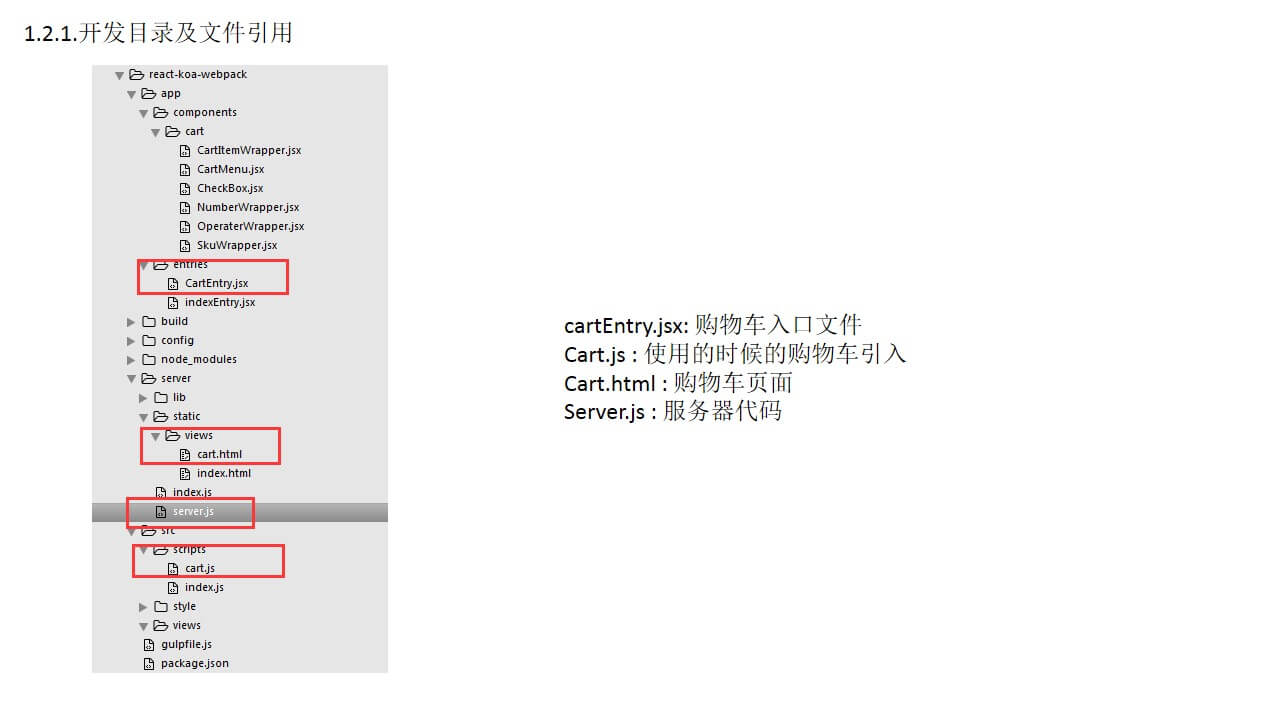 1.2.1.开发目录及文件引用
react-koa-webpack
app
components
cart
CartItemWrapper.jsx
CartMenu.jsx
CheckBox.jsx
NumberWrapper.jsx
OperaterWrapper.jsx
SkuWrapper.jsx
entries
CartEntry.jsx
indexEntry.jsx
build
config
node_modules
server
lib
static
views
cart.html
index.html
index.js
server.js
src
scripts
cart.js
index.js
style
views
gulpfile.js
package.json
cartEntry.jsx: 购物车入口文件
Cart.js : 使用的时候的购物车引入
Cart.html : 购物车页面
Server.js : 服务器代码